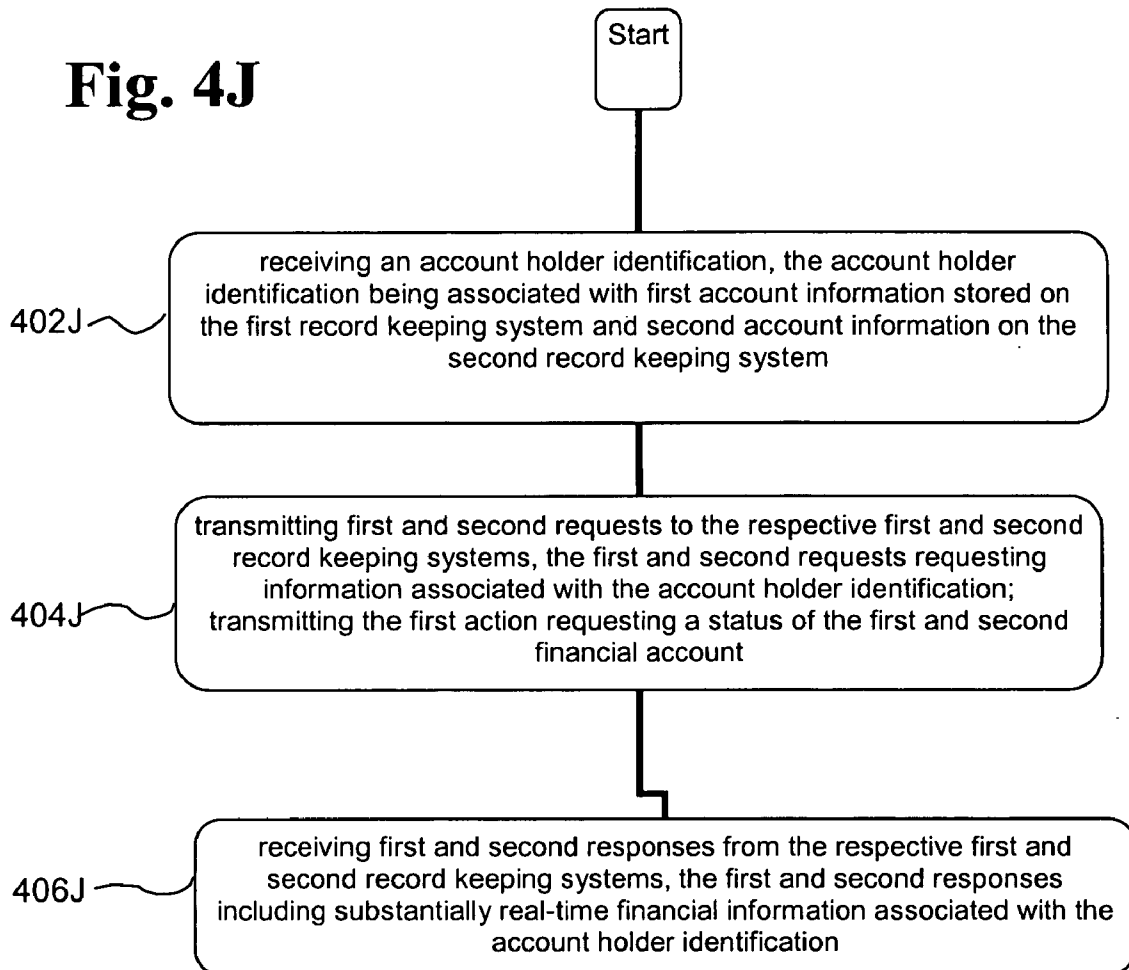 Fig. 4J
Start
402J
receiving an account holder identification, the account holder
identification being associated with first account information stored on
the first record keeping system and second account information on the
second record keeping system
404J
transmitting first and second requests to the respective first and second
record keeping systems, the first and second requests requesting
information associated with the account holder identification;
transmitting the first action requesting a status of the first and second
financial account
406J
receiving first and second responses from the respective first and
second record keeping systems, the first and second responses
including substantially real-time financial information associated with the
account holder identification